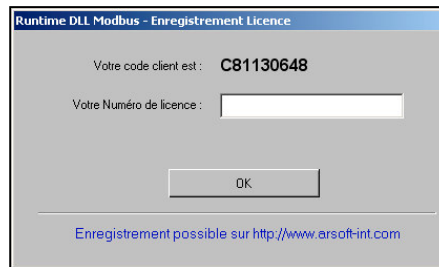 Runtime DLL Modbus - Enregistrement Licence
Votre code client est : C81130648
Votre Numéro de licence :
OK
Enregistrement possible sur http://www.arsoft-int.com